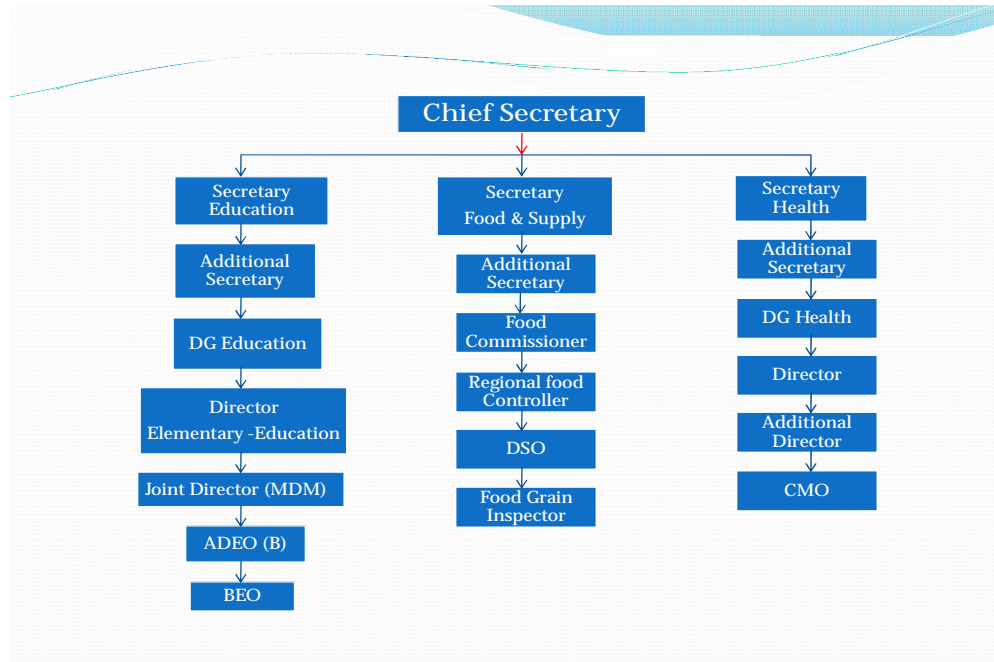 Chief Secretary
Secretary
Education
Additional
Secretary
DG Education
Director
Elementary -Education
Joint Director (MDM)
ADEO (B)
BEO
Secretary
Food & Supply
Additional
Secretary
Food
Commissioner
Regional food
Controller
DSO
Food Grain
Inspector
Secretary
Health
Additional
Secretary
DG Health
Director
Additional
Director
CMO